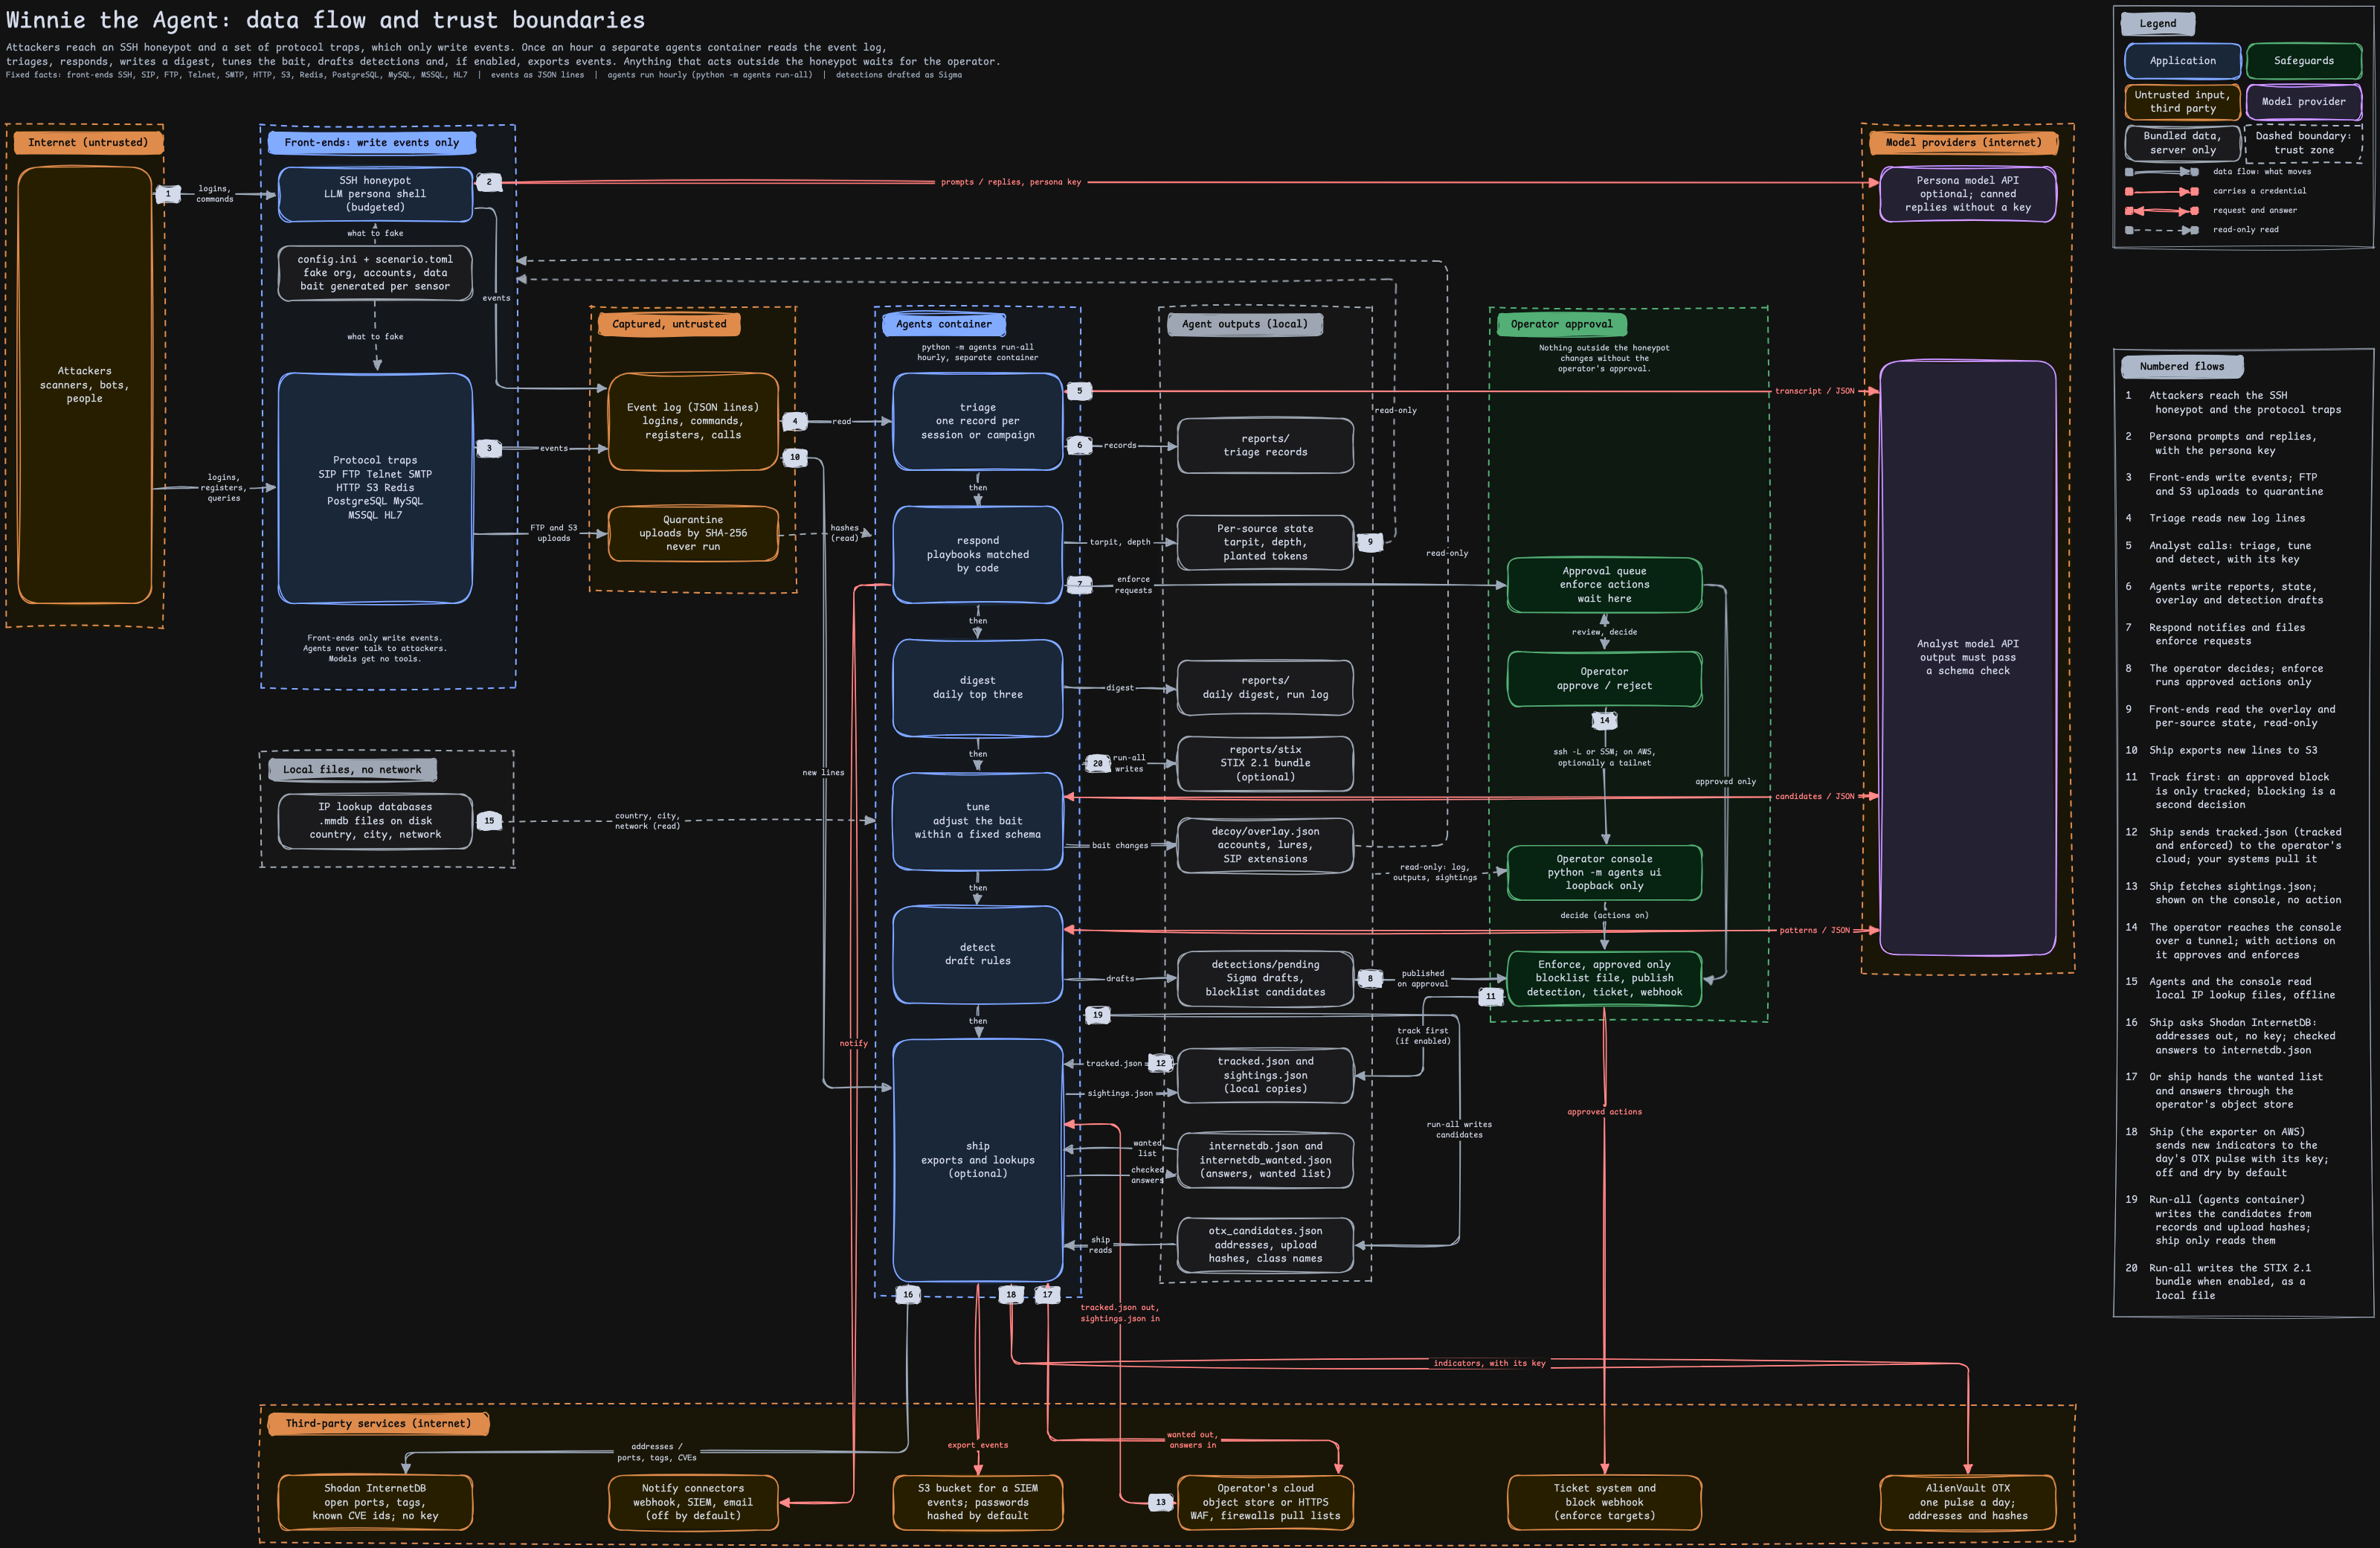 Winnie the Agent: data flow and trust boundaries
Attackers reach an SSH honeypot and a set of protocol traps, which only write events. Once an hour a separate agents container reads the event log,
triages, responds, writes a digest, tunes the bait, drafts detections and, if enabled, exports events. Anything that acts outside the honeypot waits for the operator.
Fixed facts: front-ends SSH, SIP, FTP, Telnet, SMTP, HTTP, S3, Redis, PostgreSQL, MySQL, MSSQL, HL7 | events as JSON lines | agents run hourly (python -m agents run-all) | detections drafted as Sigma
Internet (untrusted)
Attackers
scanners, bots,
people
1
logins,
commands
logins,
registers,
queries
Front-ends: write events only
SSH honeypot
LLM persona shell
(budgeted)
2
prompts / replies, persona key
what to fake
config.ini + scenario.toml
fake org, accounts, data
bait generated per sensor
what to fake
events
Protocol traps
SIP FTP Telnet SMTP
HTTP S3 Redis
PostgreSQL MySQL
MSSQL HL7
3
events
FTP and S3
uploads
Front-ends only write events.
Agents never talk to attackers.
Models get no tools.
Local files, no network
IP lookup databases
.mmdb files on disk
country, city, network
15
country, city,
network (read)
Captured, untrusted
Event log (JSON lines)
logins, commands,
registers, calls
4
read
10
new lines
Quarantine
uploads by SHA-256
never run
hashes
(read)
Agents container
python -m agents run-all
hourly, separate container
triage
one record per
session or campaign
5
transcript / JSON
6
records
then
respond
playbooks matched
by code
tarpit, depth
7
enforce
requests
notify
then
digest
daily top three
digest
then
20
run-all
writes
tune
adjust the bait
within a fixed schema
candidates / JSON
bait changes
then
detect
draft rules
patterns / JSON
drafts
then
19
ship
exports and lookups
(optional)
tracked.json
12
sightings.json
wanted
list
checked
answers
ship
reads
16
18
17
Agent outputs (local)
reports/
triage records
Per-source state
tarpit, depth,
planted tokens
9
read-only
read-only
reports/
daily digest, run log
reports/stix
STIX 2.1 bundle
(optional)
decoy/overlay.json
accounts, lures,
SIP extensions
read-only: log,
outputs, sightings
detections/pending
Sigma drafts,
blocklist candidates
8
published
on approval
11
track first
(if enabled)
tracked.json and
sightings.json
(local copies)
internetdb.json and
internetdb_wanted.json
(answers, wanted list)
run-all writes
candidates
otx_candidates.json
addresses, upload
hashes, class names
Operator approval
Nothing outside the honeypot
changes without the
operator's approval.
Approval queue
enforce actions
wait here
review, decide
Operator
approve / reject
14
ssh -L or SSM; on AWS,
optionally a tailnet
approved only
Operator console
python -m agents ui
loopback only
decide (actions on)
Enforce, approved only
blocklist file, publish
detection, ticket, webhook
approved actions
Model providers (internet)
Persona model API
optional; canned
replies without a key
Analyst model API
output must pass
a schema check
tracked.json out,
sightings.json in
indicators, with its key
Third-party services (internet)
addresses /
ports, tags, CVEs
export events
wanted out,
answers in
Shodan InternetDB
open ports, tags,
known CVE ids; no key
Notify connectors
webhook, SIEM, email
(off by default)
S3 bucket for a SIEM
events; passwords
hashed by default
13
Operator's cloud
object store or HTTPS
WAF, firewalls pull lists
Ticket system and
block webhook
(enforce targets)
AlienVault OTX
one pulse a day;
addresses and hashes
Legend
Application
Safeguards
Untrusted input,
third party
Model provider
Bundled data,
server only
Dashed boundary:
trust zone
data flow: what moves
carries a credential
request and answer
read-only read
Numbered flows
1 Attackers reach the SSH
honeypot and the protocol traps
2 Persona prompts and replies,
with the persona key
3 Front-ends write events; FTP
and S3 uploads to quarantine
4 Triage reads new log lines
5 Analyst calls: triage, tune
and detect, with its key
6 Agents write reports, state,
overlay and detection drafts
7 Respond notifies and files
enforce requests
8 The operator decides; enforce
runs approved actions only
9 Front-ends read the overlay and
per-source state, read-only
10 Ship exports new lines to S3
11 Track first: an approved block
is only tracked; blocking is a
second decision
12 Ship sends tracked.json (tracked
and enforced) to the operator's
cloud; your systems pull it
13 Ship fetches sightings.json;
shown on the console, no action
14 The operator reaches the console
over a tunnel; with actions on
it approves and enforces
15 Agents and the console read
local IP lookup files, offline
16 Ship asks Shodan InternetDB:
addresses out, no key; checked
answers to internetdb.json
17 Or ship hands the wanted list
and answers through the
operator's object store
18 Ship (the exporter on AWS)
sends new indicators to the
day's OTX pulse with its key;
off and dry by default
19 Run-all (agents container)
writes the candidates from
records and upload hashes;
ship only reads them
20 Run-all writes the STIX 2.1
bundle when enabled, as a
local file